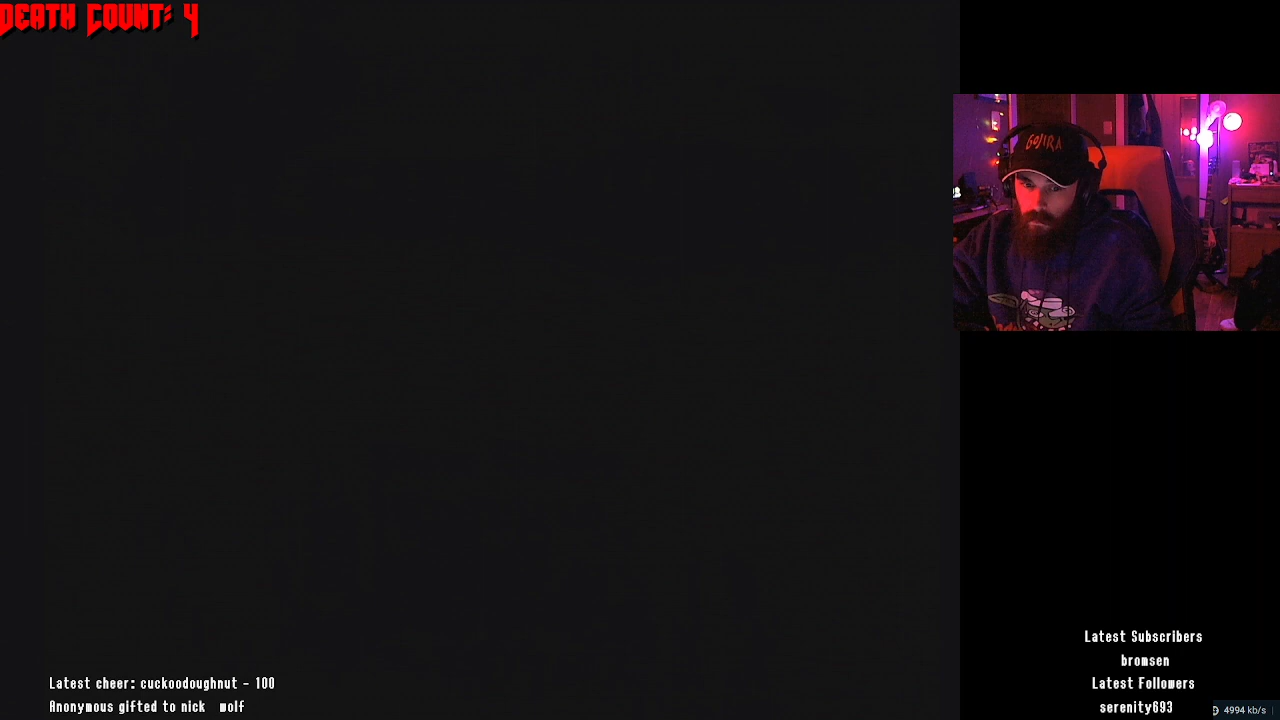 Death Count: 4
GOJIRA
Latest Subscribers
bromsen
Latest cheer: cuckoodoughnut - 100
Latest Followers
Anonymous gifted to nick wolf
serenity693
4994 kb/s